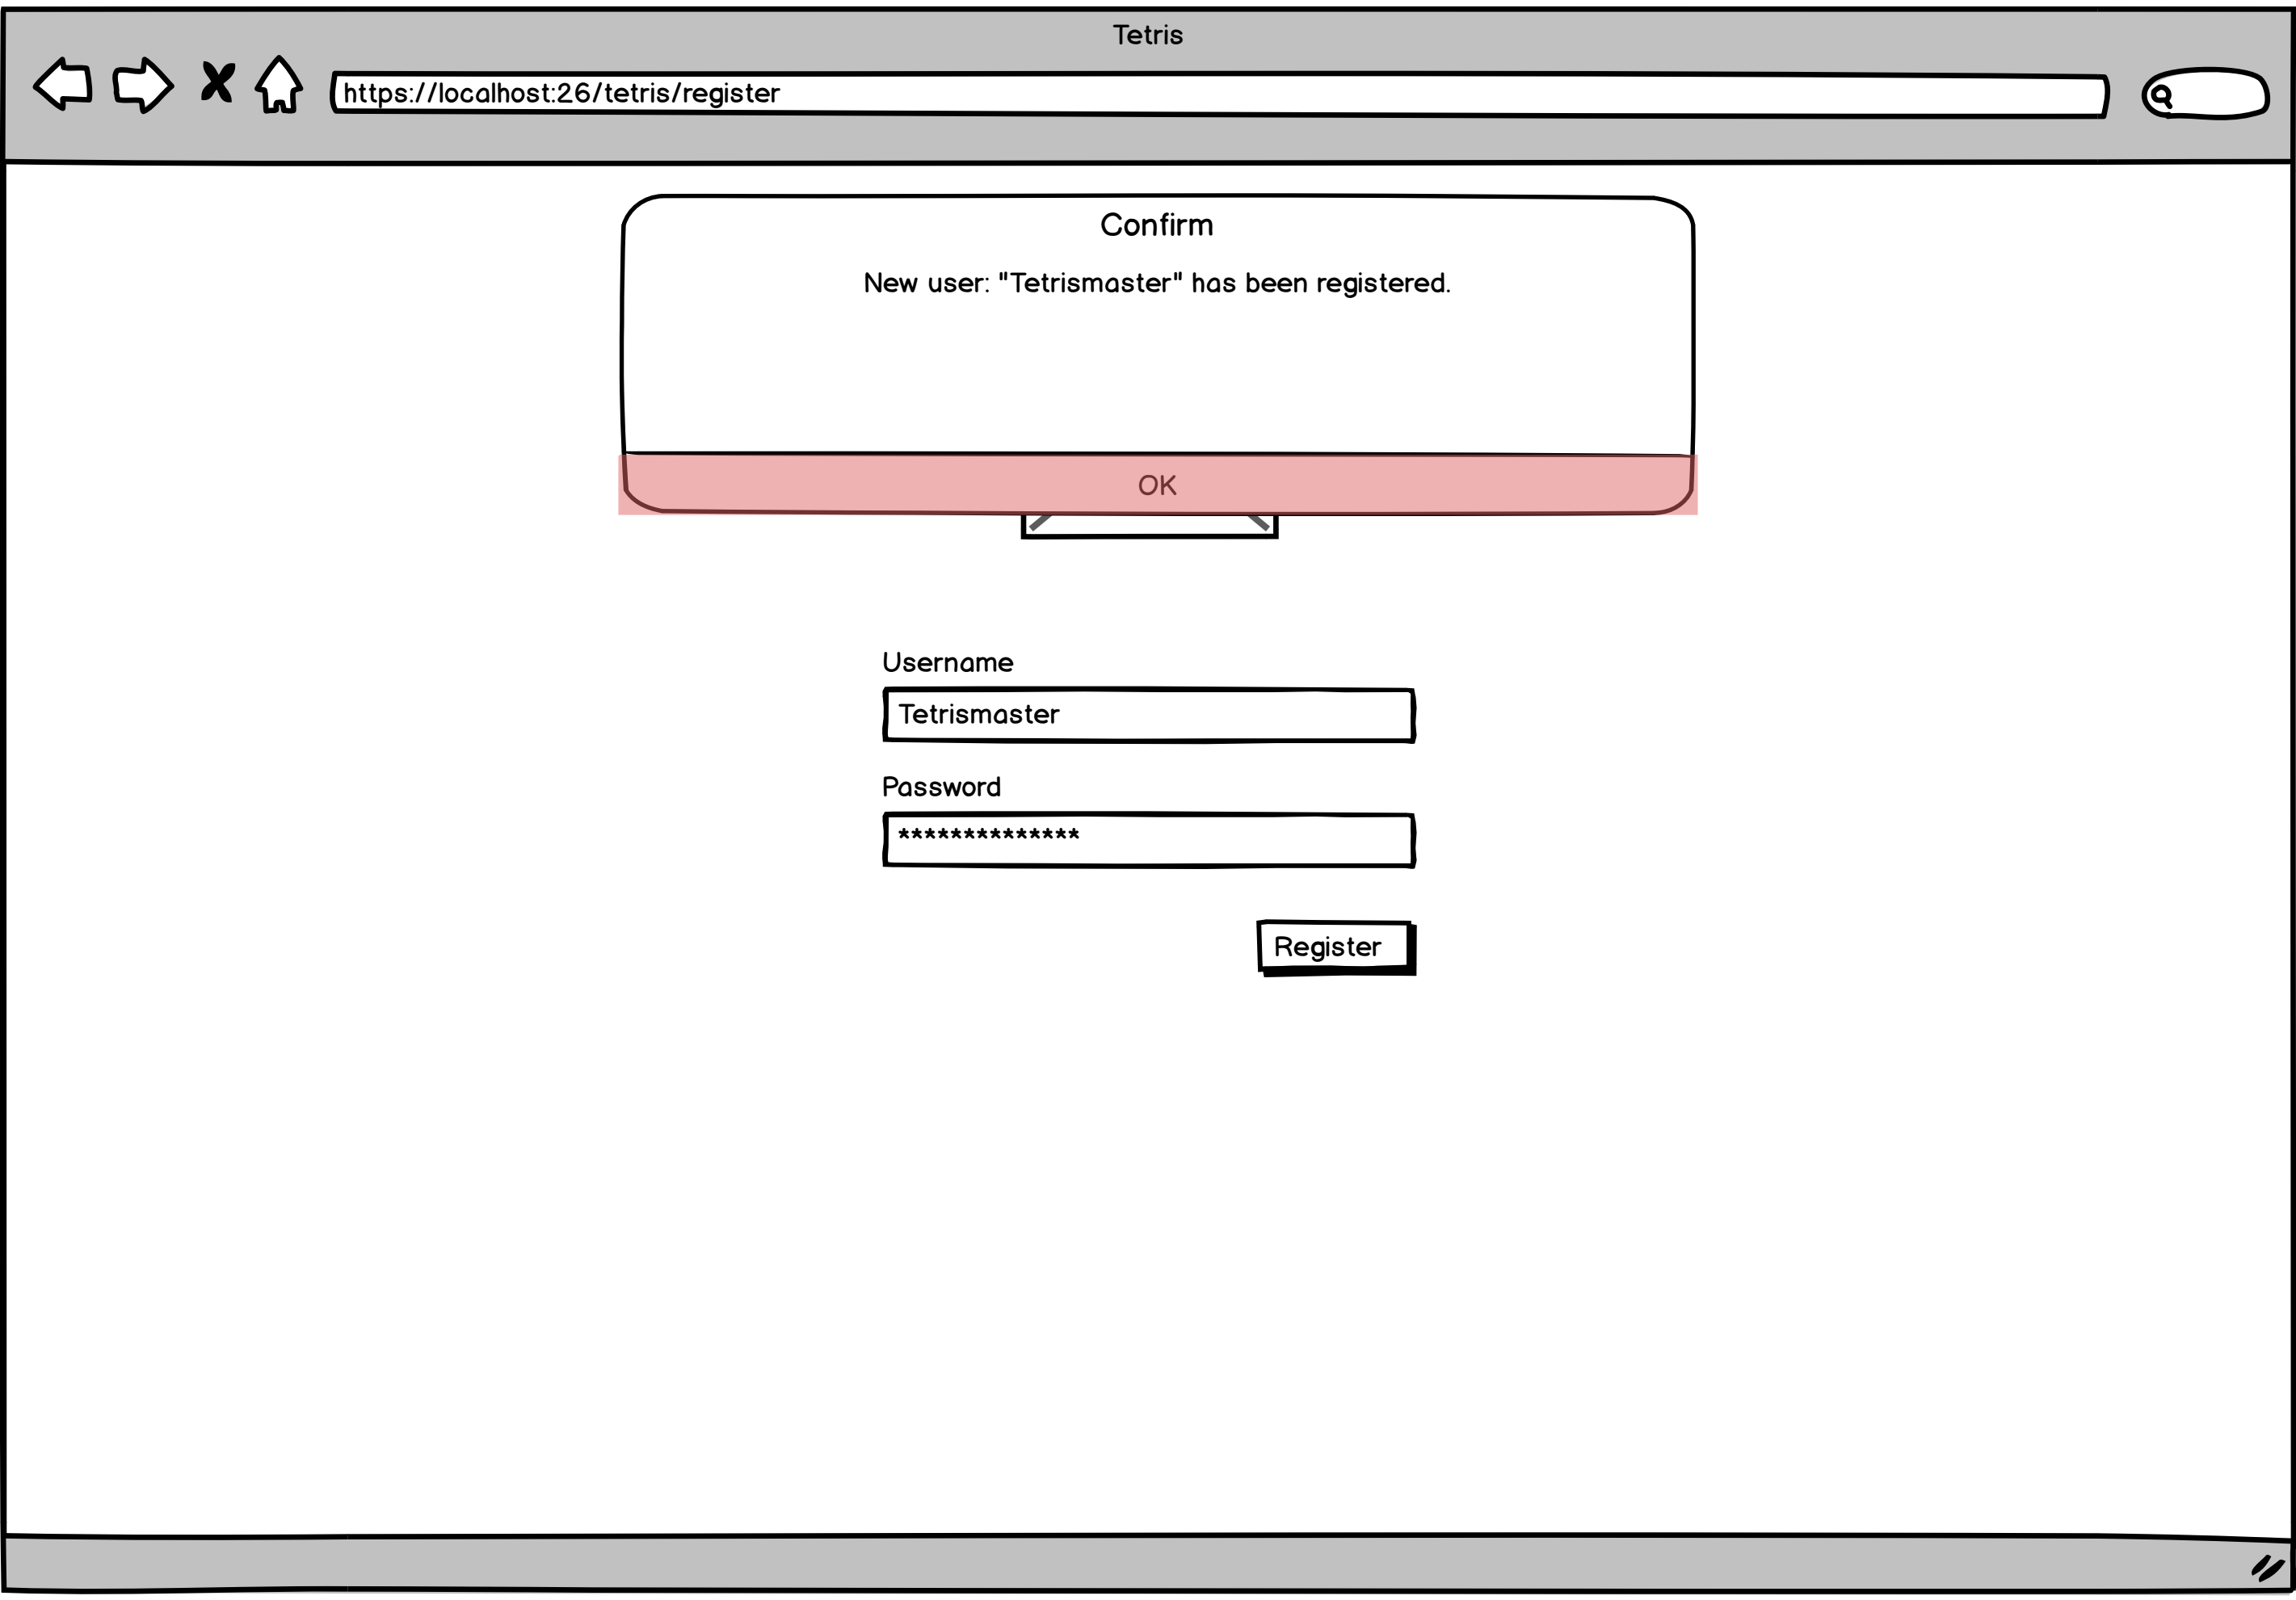 Tetris
https://localhost:26/tetris/register
Confirm
New user: "Tetrismaster" has been registered.
OK
Username
Tetrismaster
Password
**************
Register